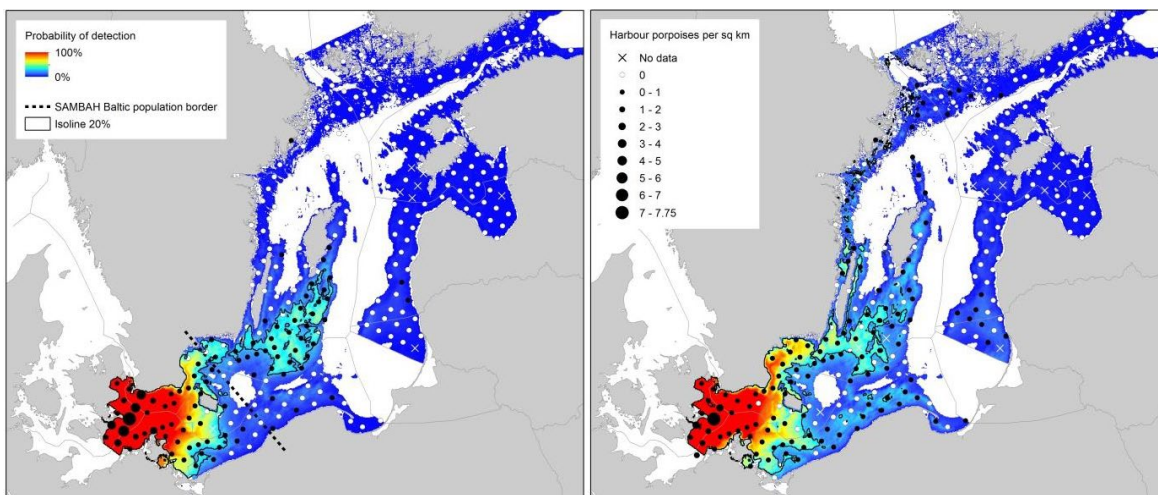 Probability of detection
100%
0%
SAMBAH Baltic population border
Isoline 20%
Harbour porpoises per sq km
No data
0
0 - 1
1 - 2
2 - 3
3 - 4
4 - 5
5 - 6
6 - 7
7 - 7.75